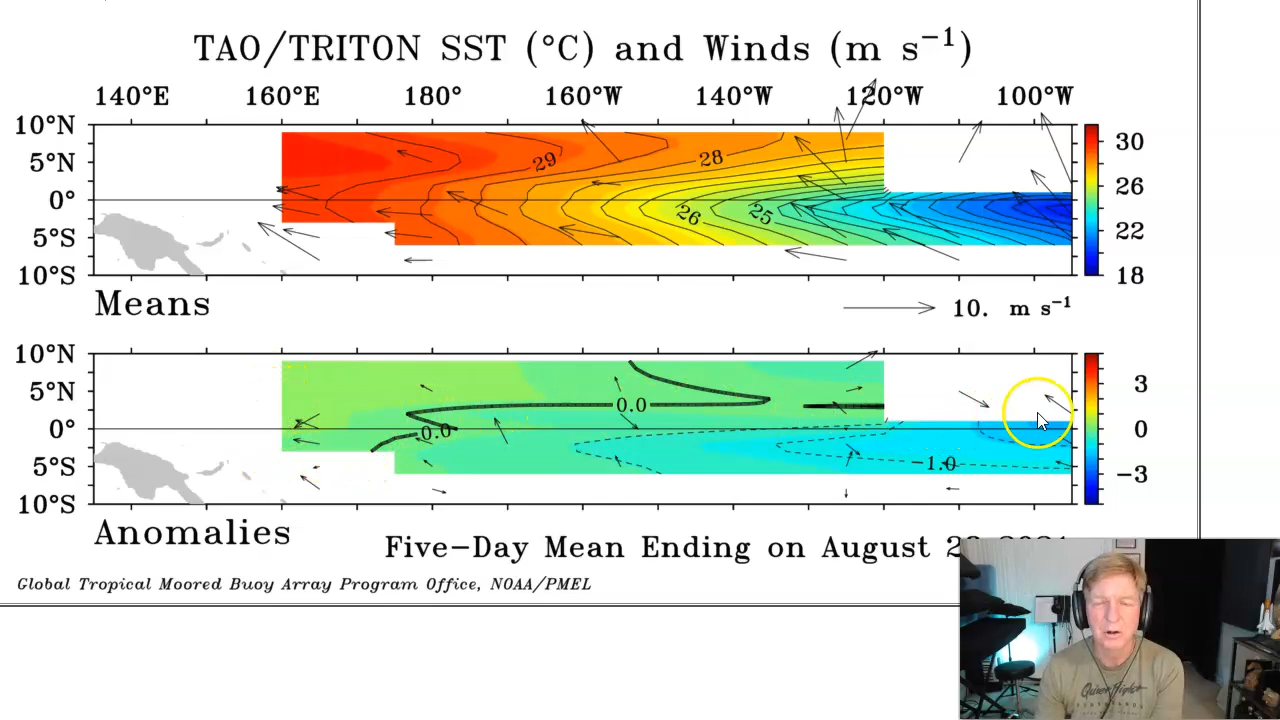 TAO/TRITON SST (°C) and Winds (m s⁻¹)
140°E 160°E 180° 160°W 140°W 120°W 100°W
10°N
5°N
0°
5°S
10°S
29
28
26
25
30
26
22
18
Means
10. m s⁻¹
10°N
5°N
0°
5°S
10°S
0.0
0.0
−1.0
3
0
−3
Anomalies
Five−Day Mean Ending on August
Global Tropical Moored Buoy Array Program Office, NOAA/PMEL